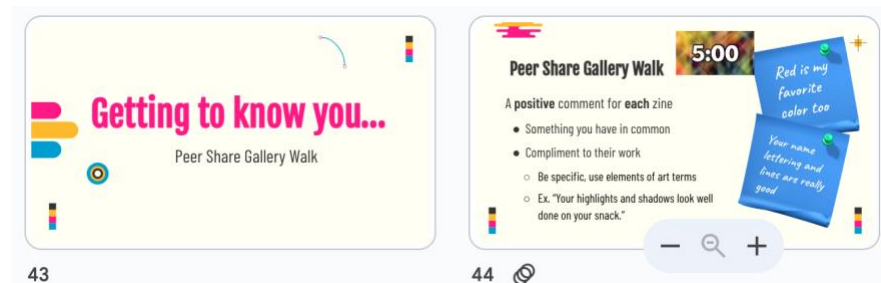 Getting to know you...
Peer Share Gallery Walk
43
Peer Share Gallery Walk
5:00
A positive comment for each zine
Something you have in common
Compliment to their work
Be specific, use elements of art terms
Ex. "Your highlights and shadows look well
done on your snack."
Red is my
favorite
color too
Your name
lettering and
lines are really
good
44